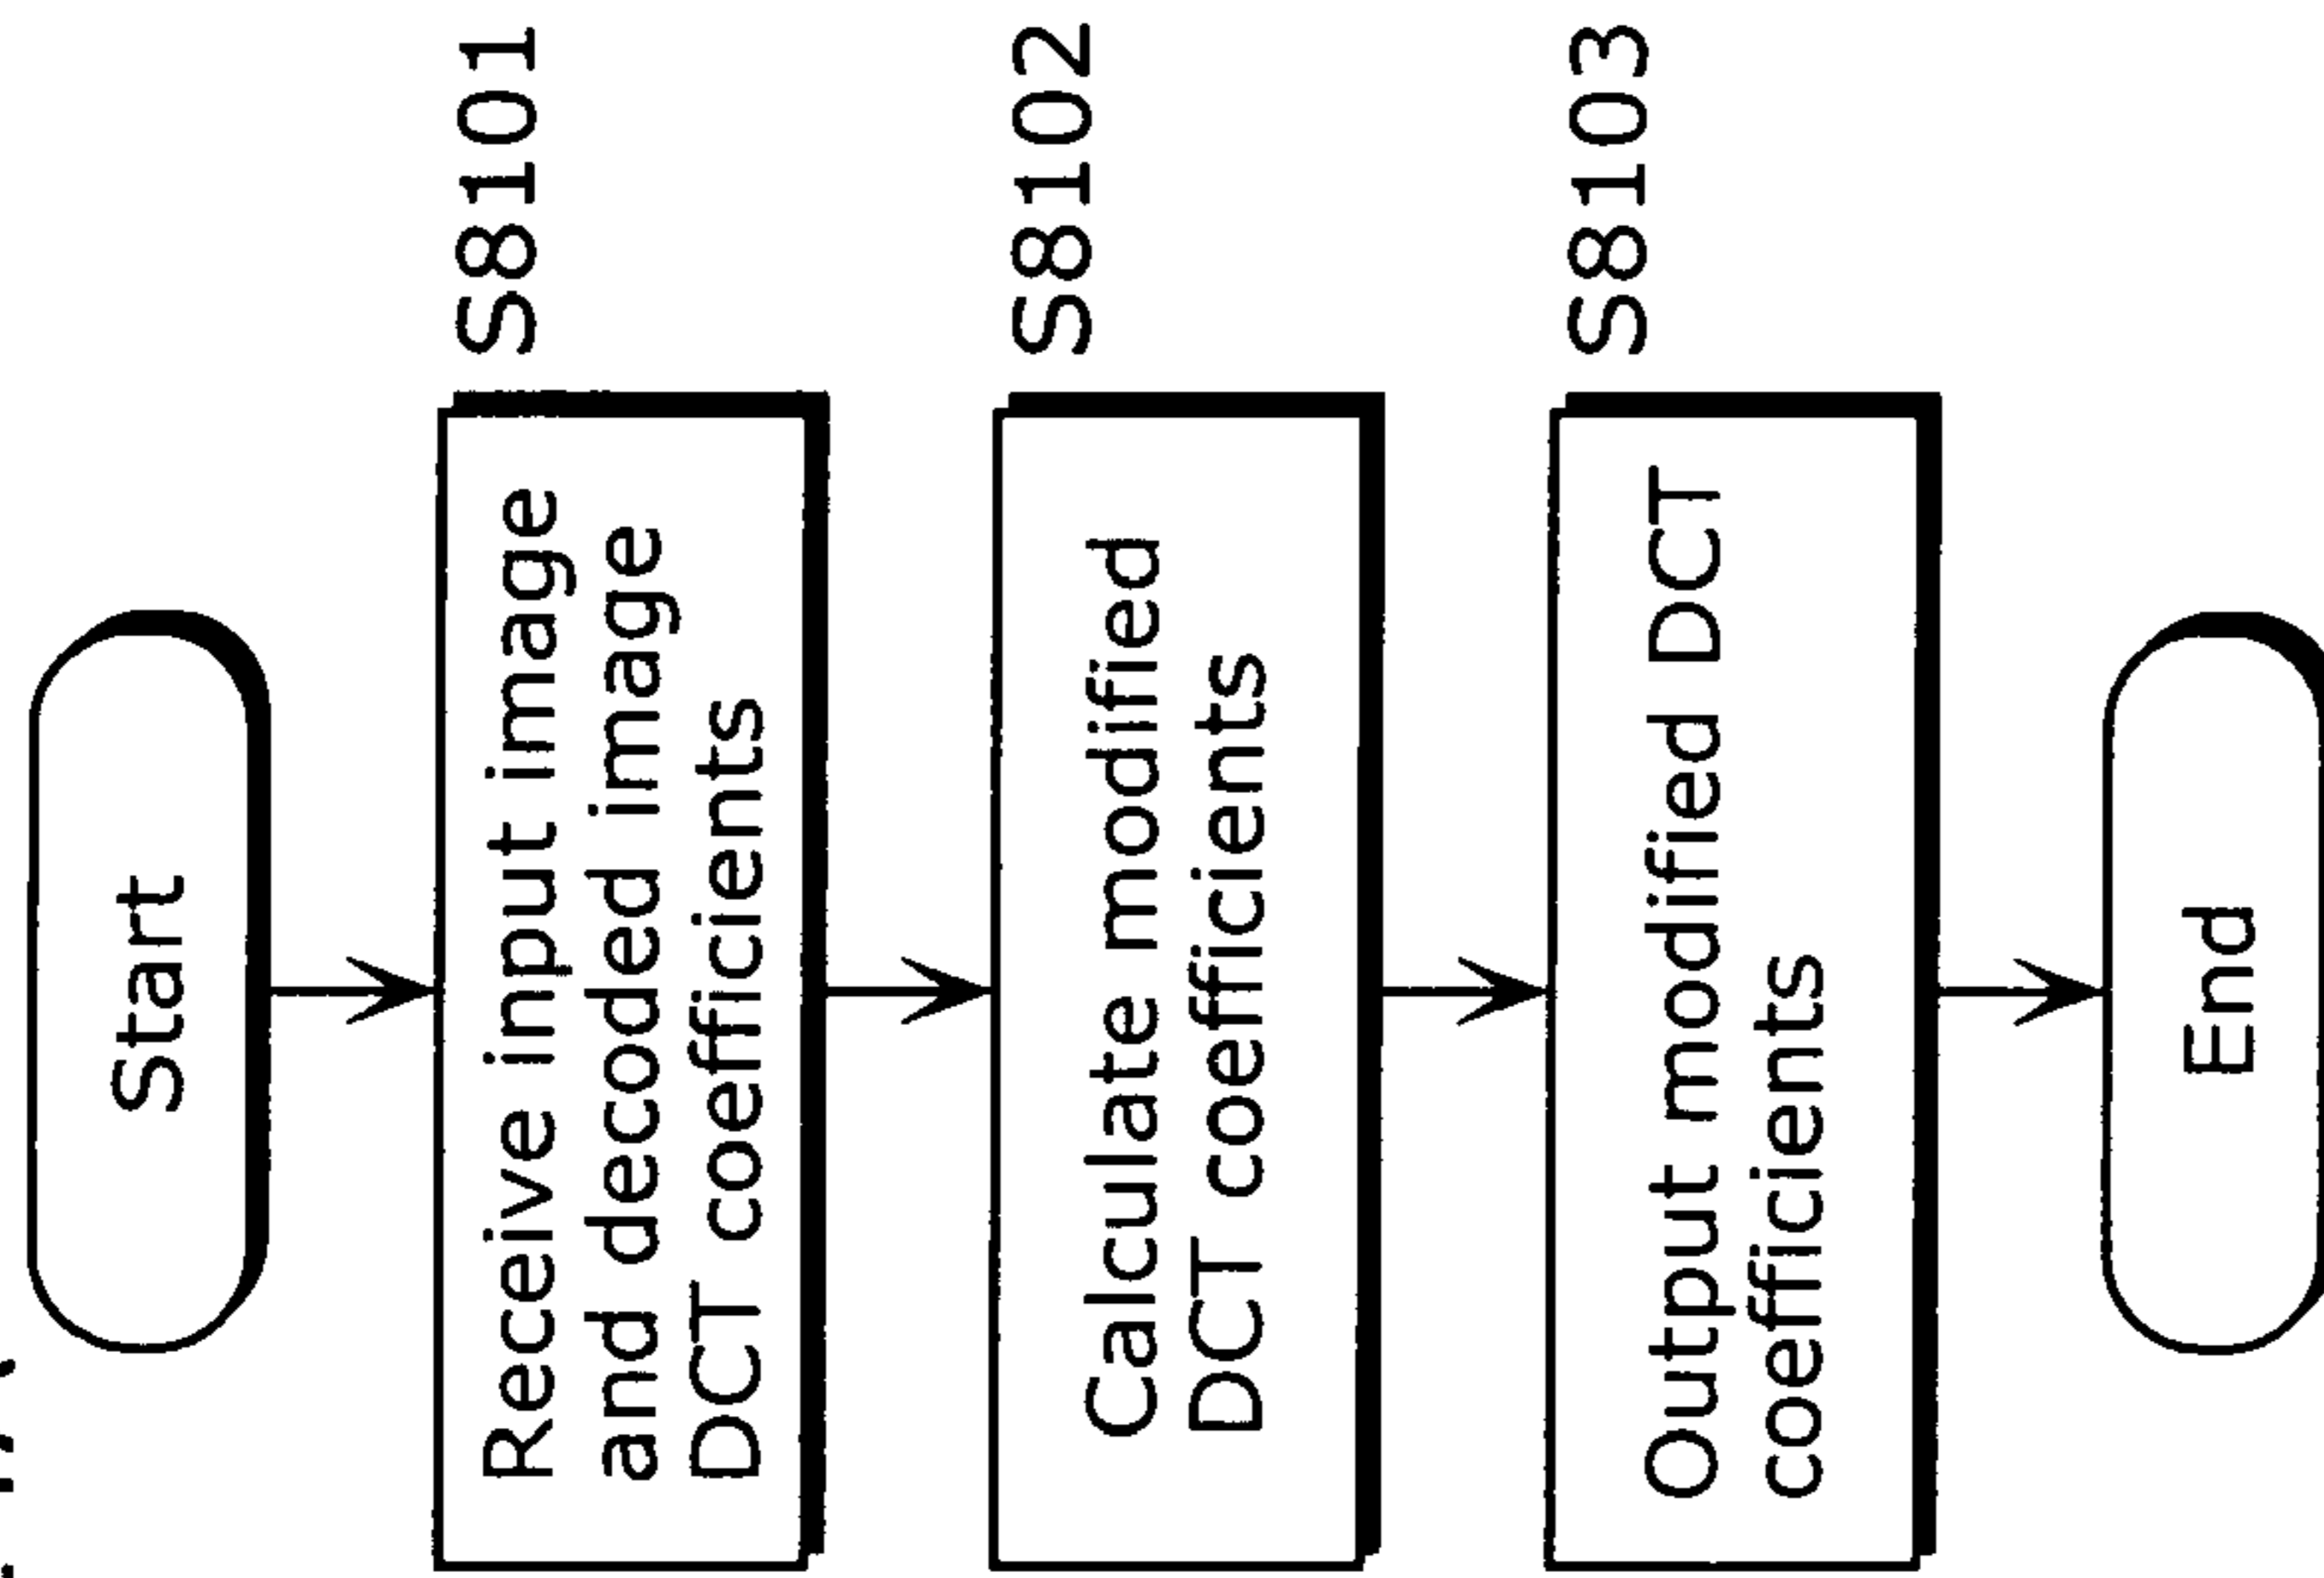 Start
S8101
Receive input image
and decoded image
DCT coefficients
S8102
Calculate modified
DCT coefficients
S8103
Output modified DCT
coefficients
End